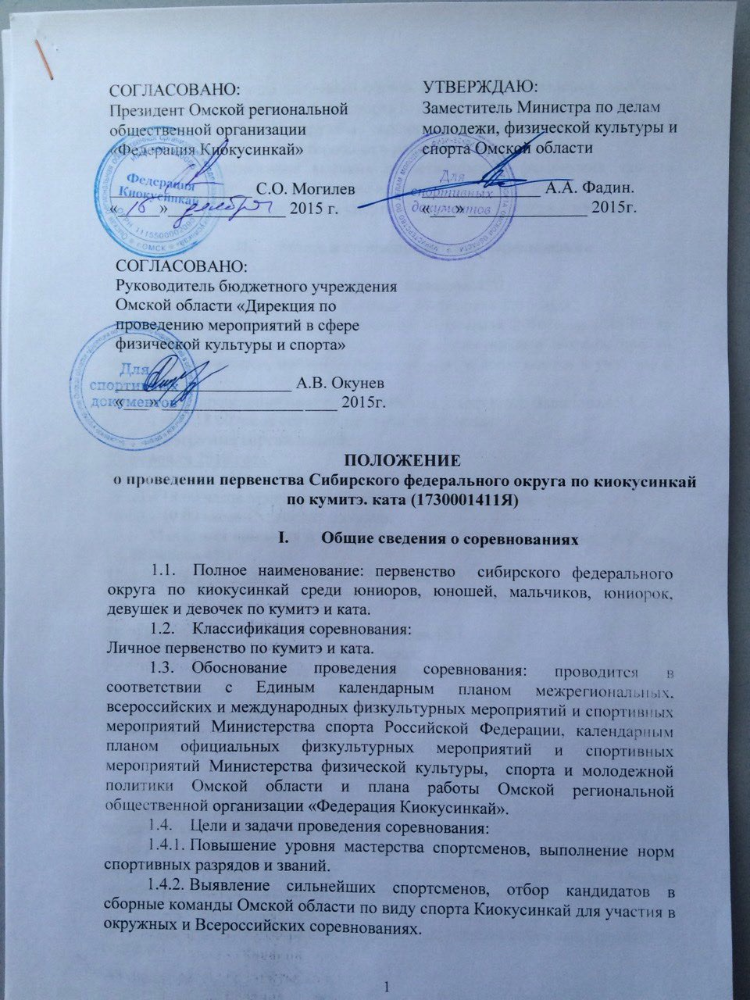 СОГЛАСОВАНО:
Президент Омской региональной
общественной организации
«Федерация Киокусинкай»
Федерация
Киокусинкай
С.О. Могилев
«16» декабря 2015 г.
УТВЕРЖДАЮ:
Заместитель Министра по делам
молодежи, физической культуры и
спорта Омской области
Для
спортивных
документов
А.А. Фадин.
«___»______________ 2015г.
СОГЛАСОВАНО:
Руководитель бюджетного учреждения
Омской области «Дирекция по
проведению мероприятий в сфере
физической культуры и спорта»
Для
спортивных
документов
А.В. Окунев
«___»____________________ 2015г.
ПОЛОЖЕНИЕ
о проведении первенства Сибирского федерального округа по киокусинкай
по кумитэ. ката (1730001411Я)
I. Общие сведения о соревнованиях
1.1. Полное наименование: первенство сибирского федерального
округа по киокусинкай среди юниоров, юношей, мальчиков, юниорок,
девушек и девочек по кумитэ и ката.
1.2. Классификация соревнования:
Личное первенство по кумитэ и ката.
1.3. Обоснование проведения соревнования: проводится в
соответствии с Единым календарным планом межрегиональных,
всероссийских и международных физкультурных мероприятий и спортивных
мероприятий Министерства спорта Российской Федерации, календарным
планом официальных физкультурных мероприятий и спортивных
мероприятий Министерства физической культуры, спорта и молодежной
политики Омской области и плана работы Омской региональной
общественной организации «Федерация Киокусинкай».
1.4. Цели и задачи проведения соревнования:
1.4.1. Повышение уровня мастерства спортсменов, выполнение норм
спортивных разрядов и званий.
1.4.2. Выявление сильнейших спортсменов, отбор кандидатов в
сборные команды Омской области по виду спорта Киокусинкай для участия в
окружных и Всероссийских соревнованиях.
1